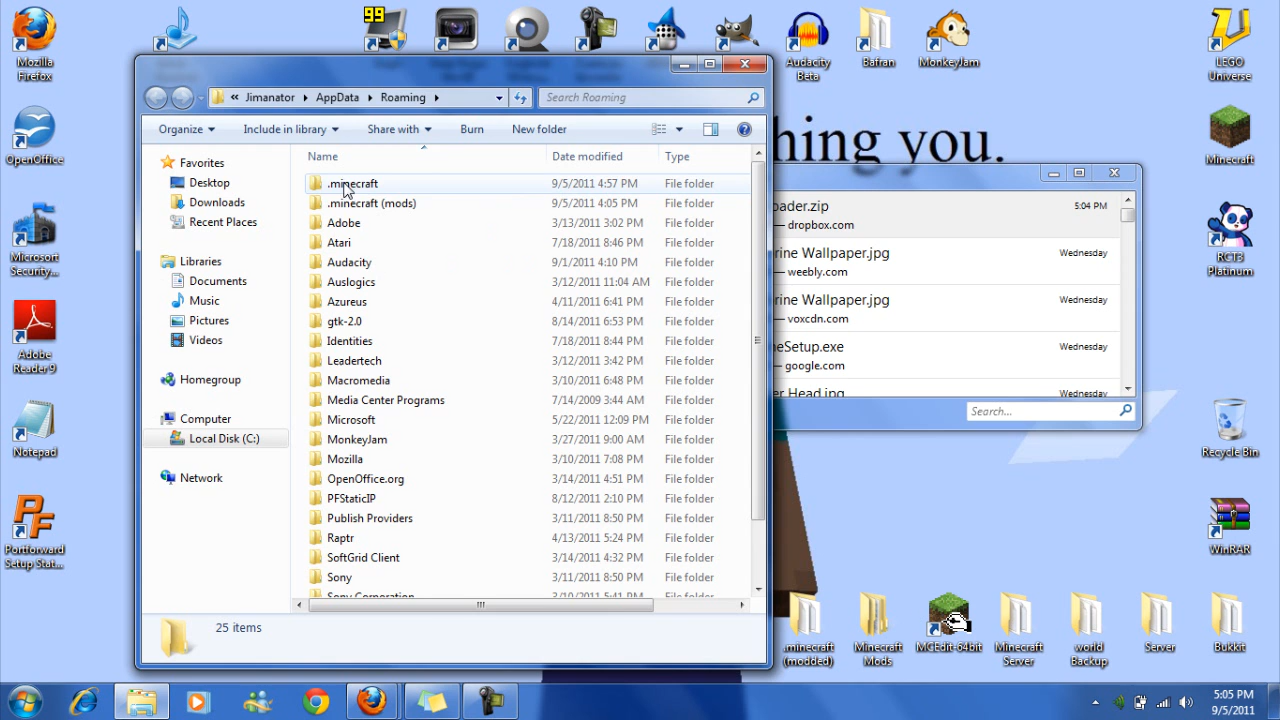 99
Mozilla
Firefox
OpenOffice
Microsoft
Security...
Adobe
Reader 9
Notepad
Portforward
Setup Stat...
Audacity
Beta
Bafran
MonkeyJam
LEGO
Universe
Minecraft
RCT3
Platinum
Recycle Bin
WinRAR
hing you.
Jimanator
AppData
Roaming
Search Roaming
Organize
Include in library
Share with
Burn
New folder
Favorites
Desktop
Downloads
Recent Places
Libraries
Documents
Music
Pictures
Videos
Homegroup
Computer
Local Disk (C:)
Network
Name Date modified Type
.minecraft 9/5/2011 4:57 PM File folder
.minecraft (mods) 9/5/2011 4:05 PM File folder
Adobe 3/13/2011 3:02 PM File folder
Atari 7/18/2011 8:46 PM File folder
Audacity 9/1/2011 4:10 PM File folder
Auslogics 3/12/2011 11:04 AM File folder
Azureus 4/11/2011 6:41 PM File folder
gtk-2.0 8/14/2011 6:53 PM File folder
Identities 7/18/2011 8:44 PM File folder
Leadertech 3/12/2011 3:42 PM File folder
Macromedia 3/10/2011 6:48 PM File folder
Media Center Programs 7/14/2009 3:44 AM File folder
Microsoft 5/22/2011 12:09 PM File folder
MonkeyJam 3/27/2011 9:00 AM File folder
Mozilla 3/10/2011 7:08 PM File folder
OpenOffice.org 3/14/2011 4:51 PM File folder
PFStaticIP 8/12/2011 2:10 PM File folder
Publish Providers 3/11/2011 8:50 PM File folder
Raptr 4/13/2011 5:24 PM File folder
SoftGrid Client 3/14/2011 4:32 PM File folder
Sony 3/11/2011 8:50 PM File folder
Sony Corporation 3/10/2011 5:41 PM File folder
25 items
oader.zip 5:04 PM
— dropbox.com
rine Wallpaper.jpg Wednesday
— weebly.com
rine Wallpaper.jpg Wednesday
— voxcdn.com
eSetup.exe Wednesday
— google.com
er Head.jpg Wednesday
Search...
.minecraft
(modded)
Minecraft
Mods
MCEdit-64bit
Minecraft
Server
world
Backup
Server
Bukkit
5:05 PM
9/5/2011